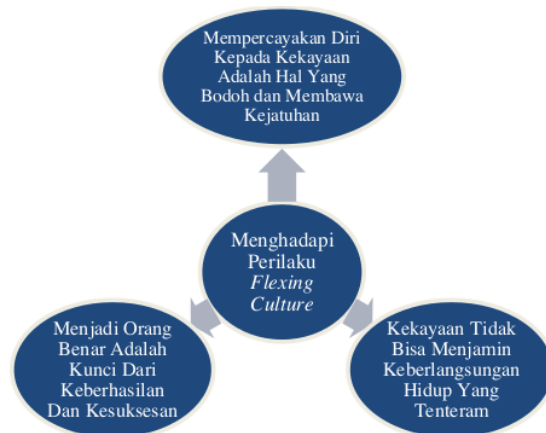 Mempercayakan Diri
Kepada Kekayaan
Adalah Hal Yang
Bodoh dan Membawa
Kejatuhan
Menghadapi
Perilaku
Flexing
Culture
Menjadi Orang
Benar Adalah
Kunci Dari
Keberhasilan
Dan Kesuksesan
Kekayaan Tidak
Bisa Menjamin
Keberlangsungan
Hidup Yang
Tenteram